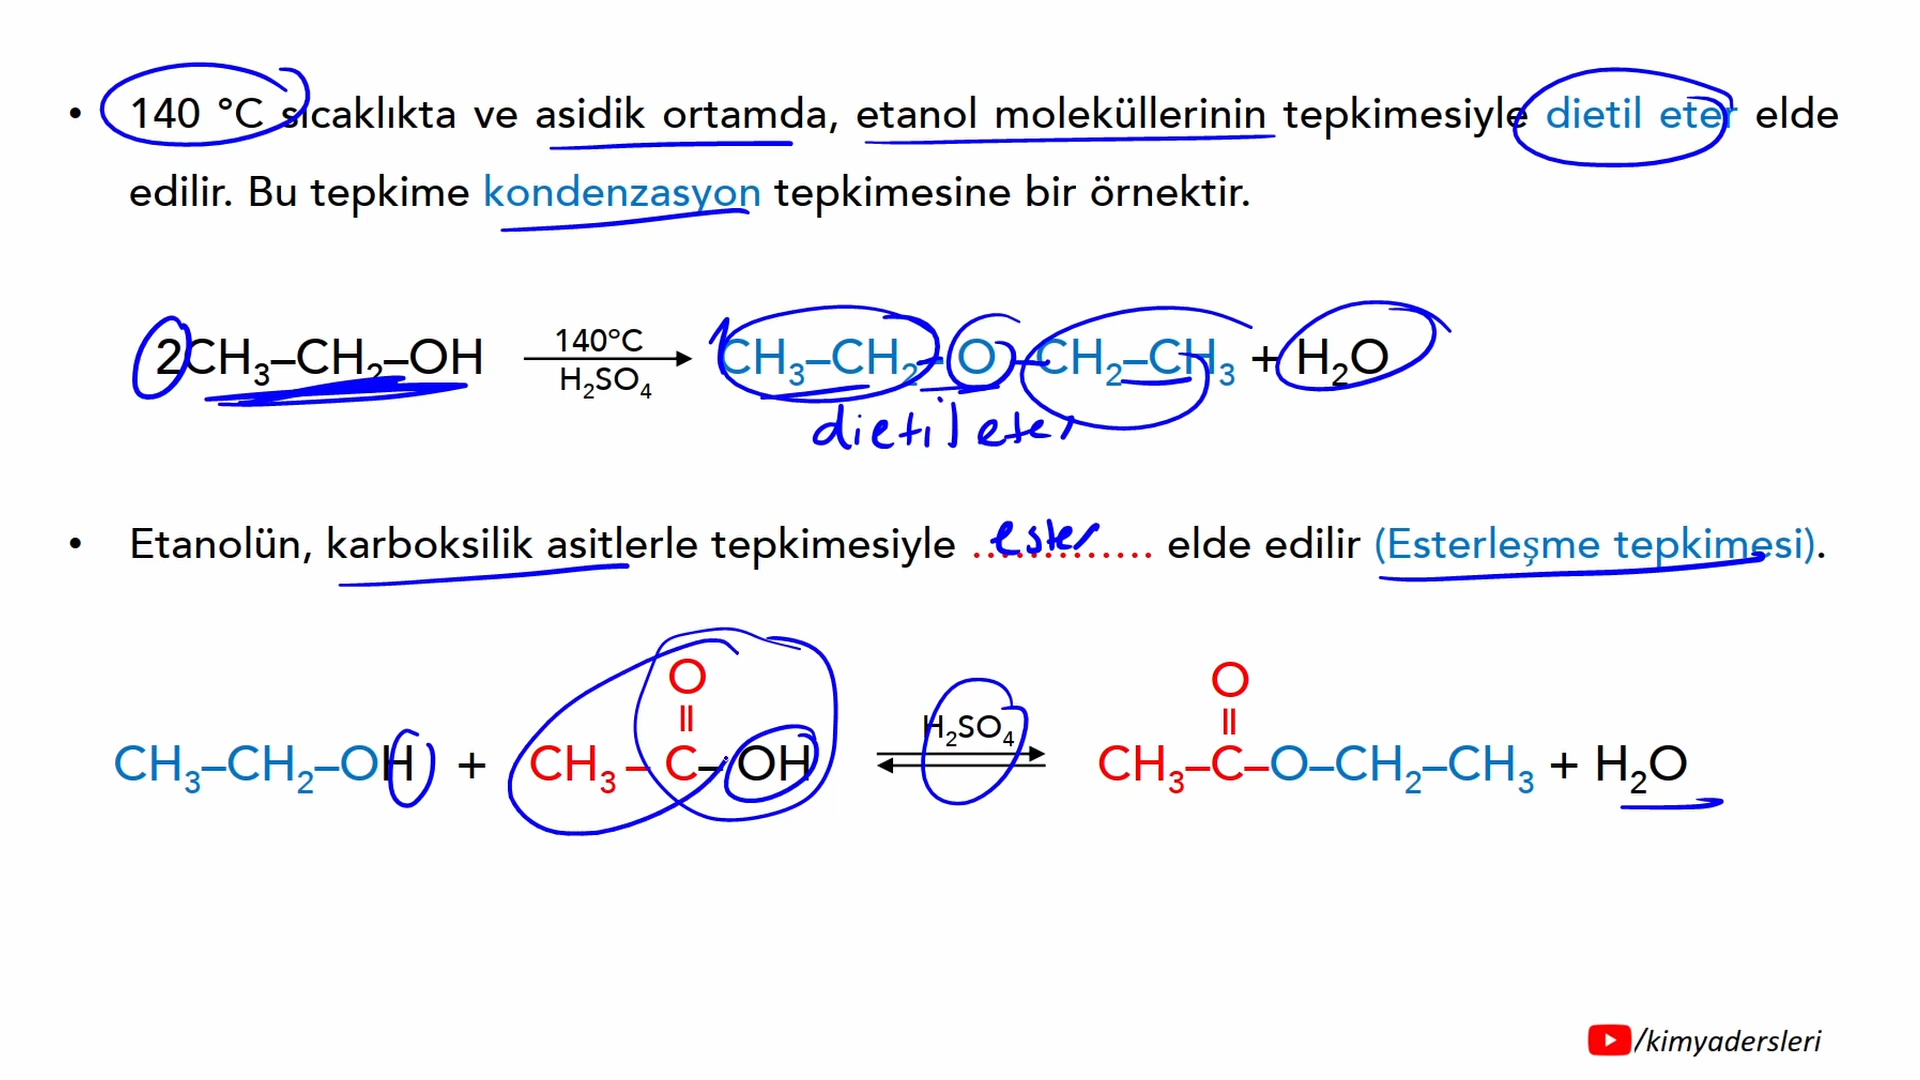 • 140 °C sıcaklıkta ve asidik ortamda, etanol moleküllerinin tepkimesiyle dietil eter elde
edilir. Bu tepkime kondenzasyon tepkimesine bir örnektir.
2CH₃–CH₂–OH 140°C H₂SO₄ CH₃–CH₂–O–CH₂–CH₃ + H₂O
dietil eter
• Etanolün, karboksilik asitlerle tepkimesiyle ester ............ elde edilir (Esterleşme tepkimesi).
O O
|| H₂SO₄ ||
CH₃–CH₂–OH + CH₃–C–OH CH₃–C–O–CH₂–CH₃ + H₂O
/kimyadersleri